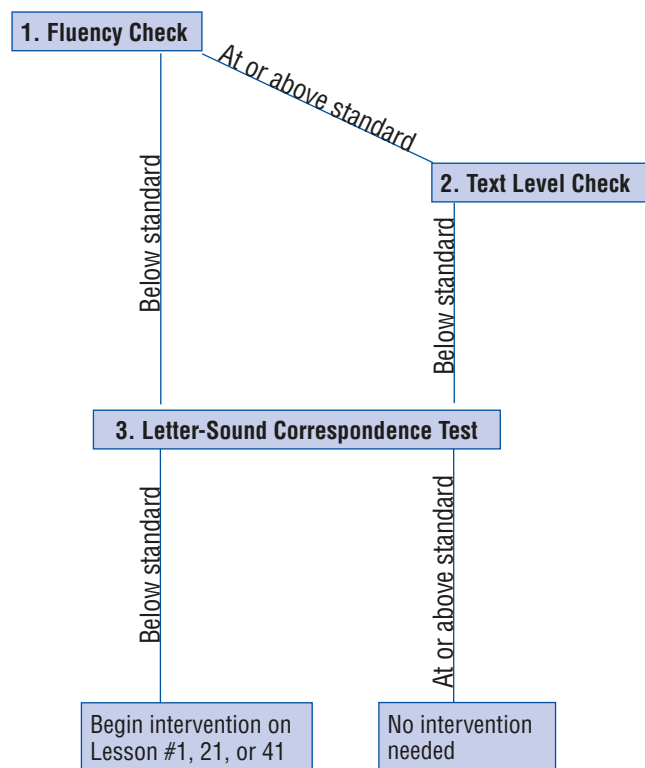 1. Fluency Check
At or above standard
Below standard
2. Text Level Check
Below standard
3. Letter-Sound Correspondence Test
Below standard
At or above standard
Begin intervention on
Lesson #1, 21, or 41
No intervention
needed